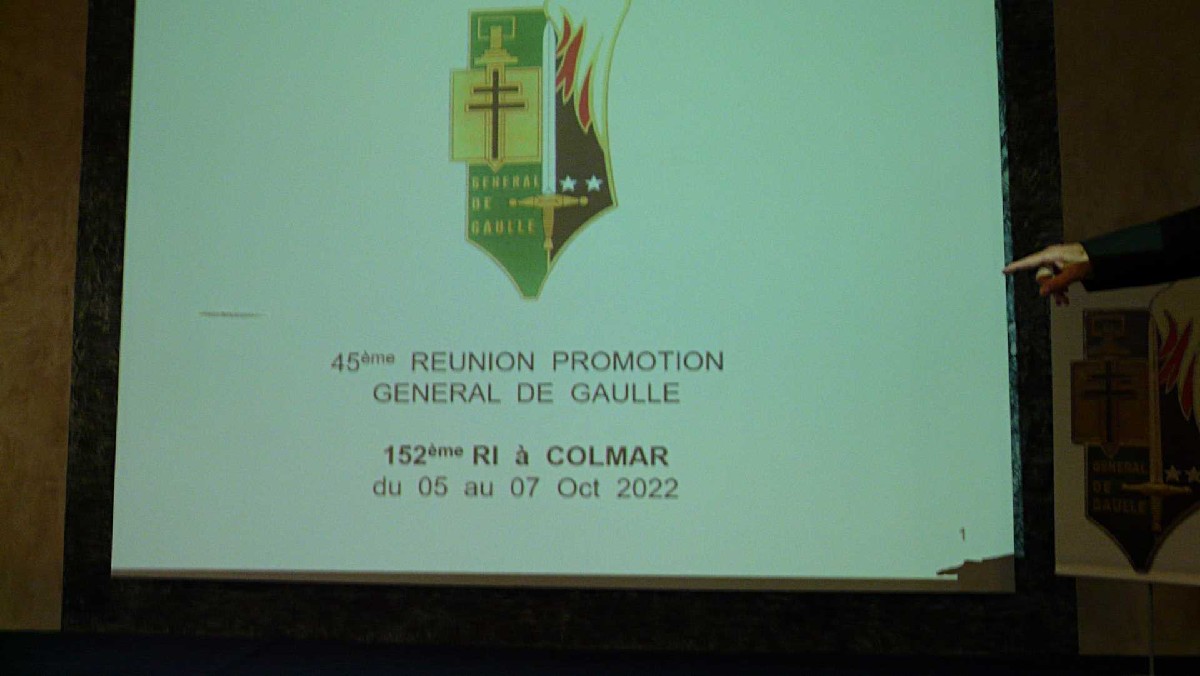 GENERAL
DE
GAULLE
45ème REUNION PROMOTION
GENERAL DE GAULLE
152ème RI à COLMAR
du 05 au 07 Oct 2022
1
GENERAL
DE
GAULLE